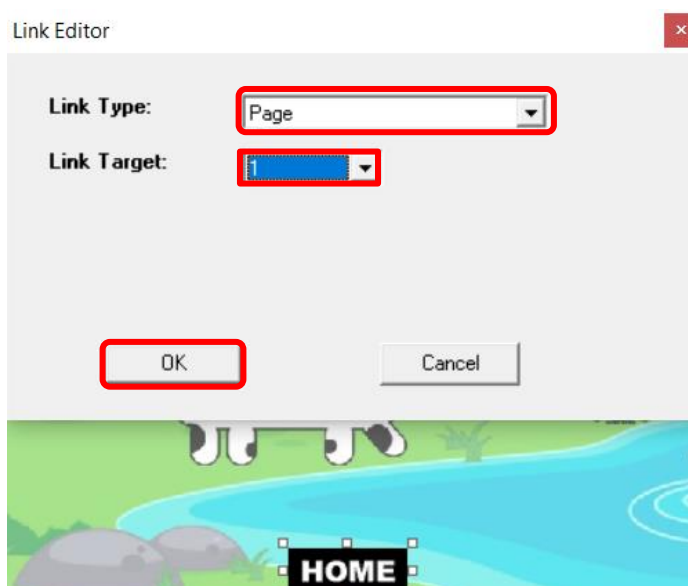 Link Editor
Link Type:
Page
Link Target:
1
OK
Cancel
HOME